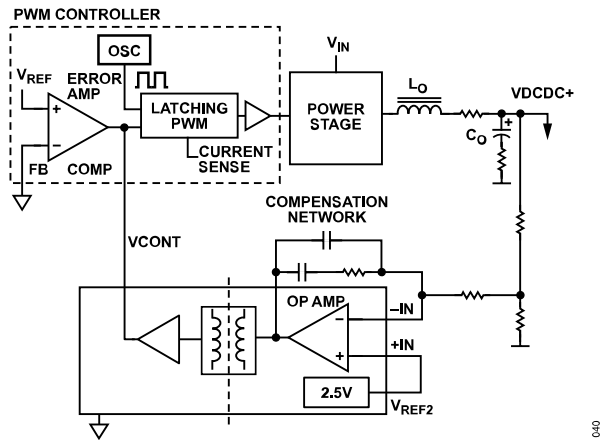 PWM CONTROLLER
OSC
VREF
ERROR
AMP
LATCHING
PWM
CURRENT
SENSE
FB
COMP
VIN
POWER
STAGE
LO
VDCDC+
+
CO
COMPENSATION
NETWORK
VCONT
OP AMP
–IN
+IN
2.5V
VREF2
+
–
–
+
040